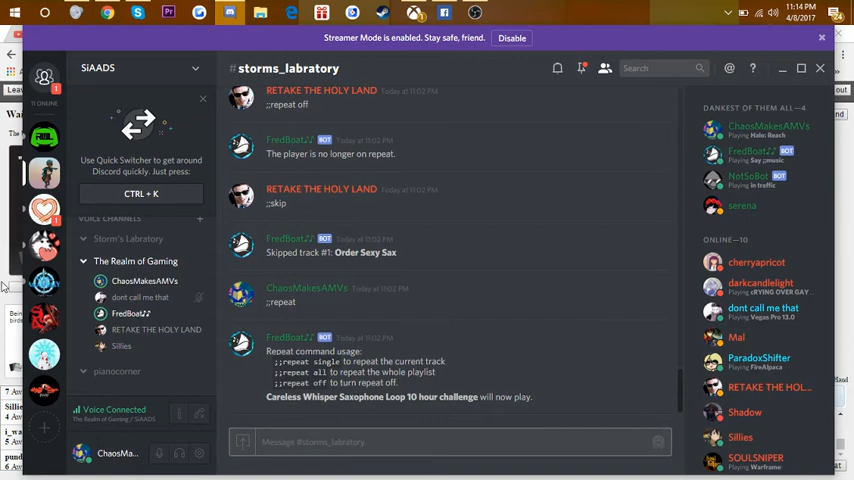 11:14 PM
4/8/2017
Streamer Mode is enabled. Stay safe, friend.
Disable
SiAADS
# storms_labratory
Search
11 ONLINE
Use Quick Switcher to get around
Discord quickly. Just press:
CTRL + K
VOICE CHANNELS
Storm's Labratory
The Realm of Gaming
ChaosMakesAMVs
dont call me that
FredBoat♪♪
RETAKE THE HOLY LAND
Sillies
pianocorner
Voice Connected
The Realm of Gaming / SiAADS
ChaosMa...
RETAKE THE HOLY LAND Today at 11:02 PM
;;repeat off
FredBoat♪♪ BOT Today at 11:02 PM
The player is no longer on repeat.
RETAKE THE HOLY LAND Today at 11:02 PM
;;skip
FredBoat♪♪ BOT Today at 11:02 PM
Skipped track #1: Order Sexy Sax
ChaosMakesAMVs Today at 11:02 PM
;;repeat
FredBoat♪♪ BOT Today at 11:02 PM
Repeat command usage:
;;repeat single to repeat the current track
;;repeat all to repeat the whole playlist
;;repeat off to turn repeat off.
Careless Whisper Saxophone Loop 10 hour challenge will now play.
Message #storms_labratory
DANKEST OF THEM ALL—4
ChaosMakesAMVs
Playing Halo: Reach
FredBoat♪♪ BOT
Playing Say ;;music
NotSoBot BOT
Playing in traffic
serena
ONLINE—10
cherryapricot
darkcandlelight
Playing cRYING OVER GAY ...
dont call me that
Playing Vegas Pro 13.0
Mal
ParadoxShifter
Playing FireAlpaca
RETAKE THE HOL...
Shadow
Sillies
SOULSNIPER
Playing Warframe